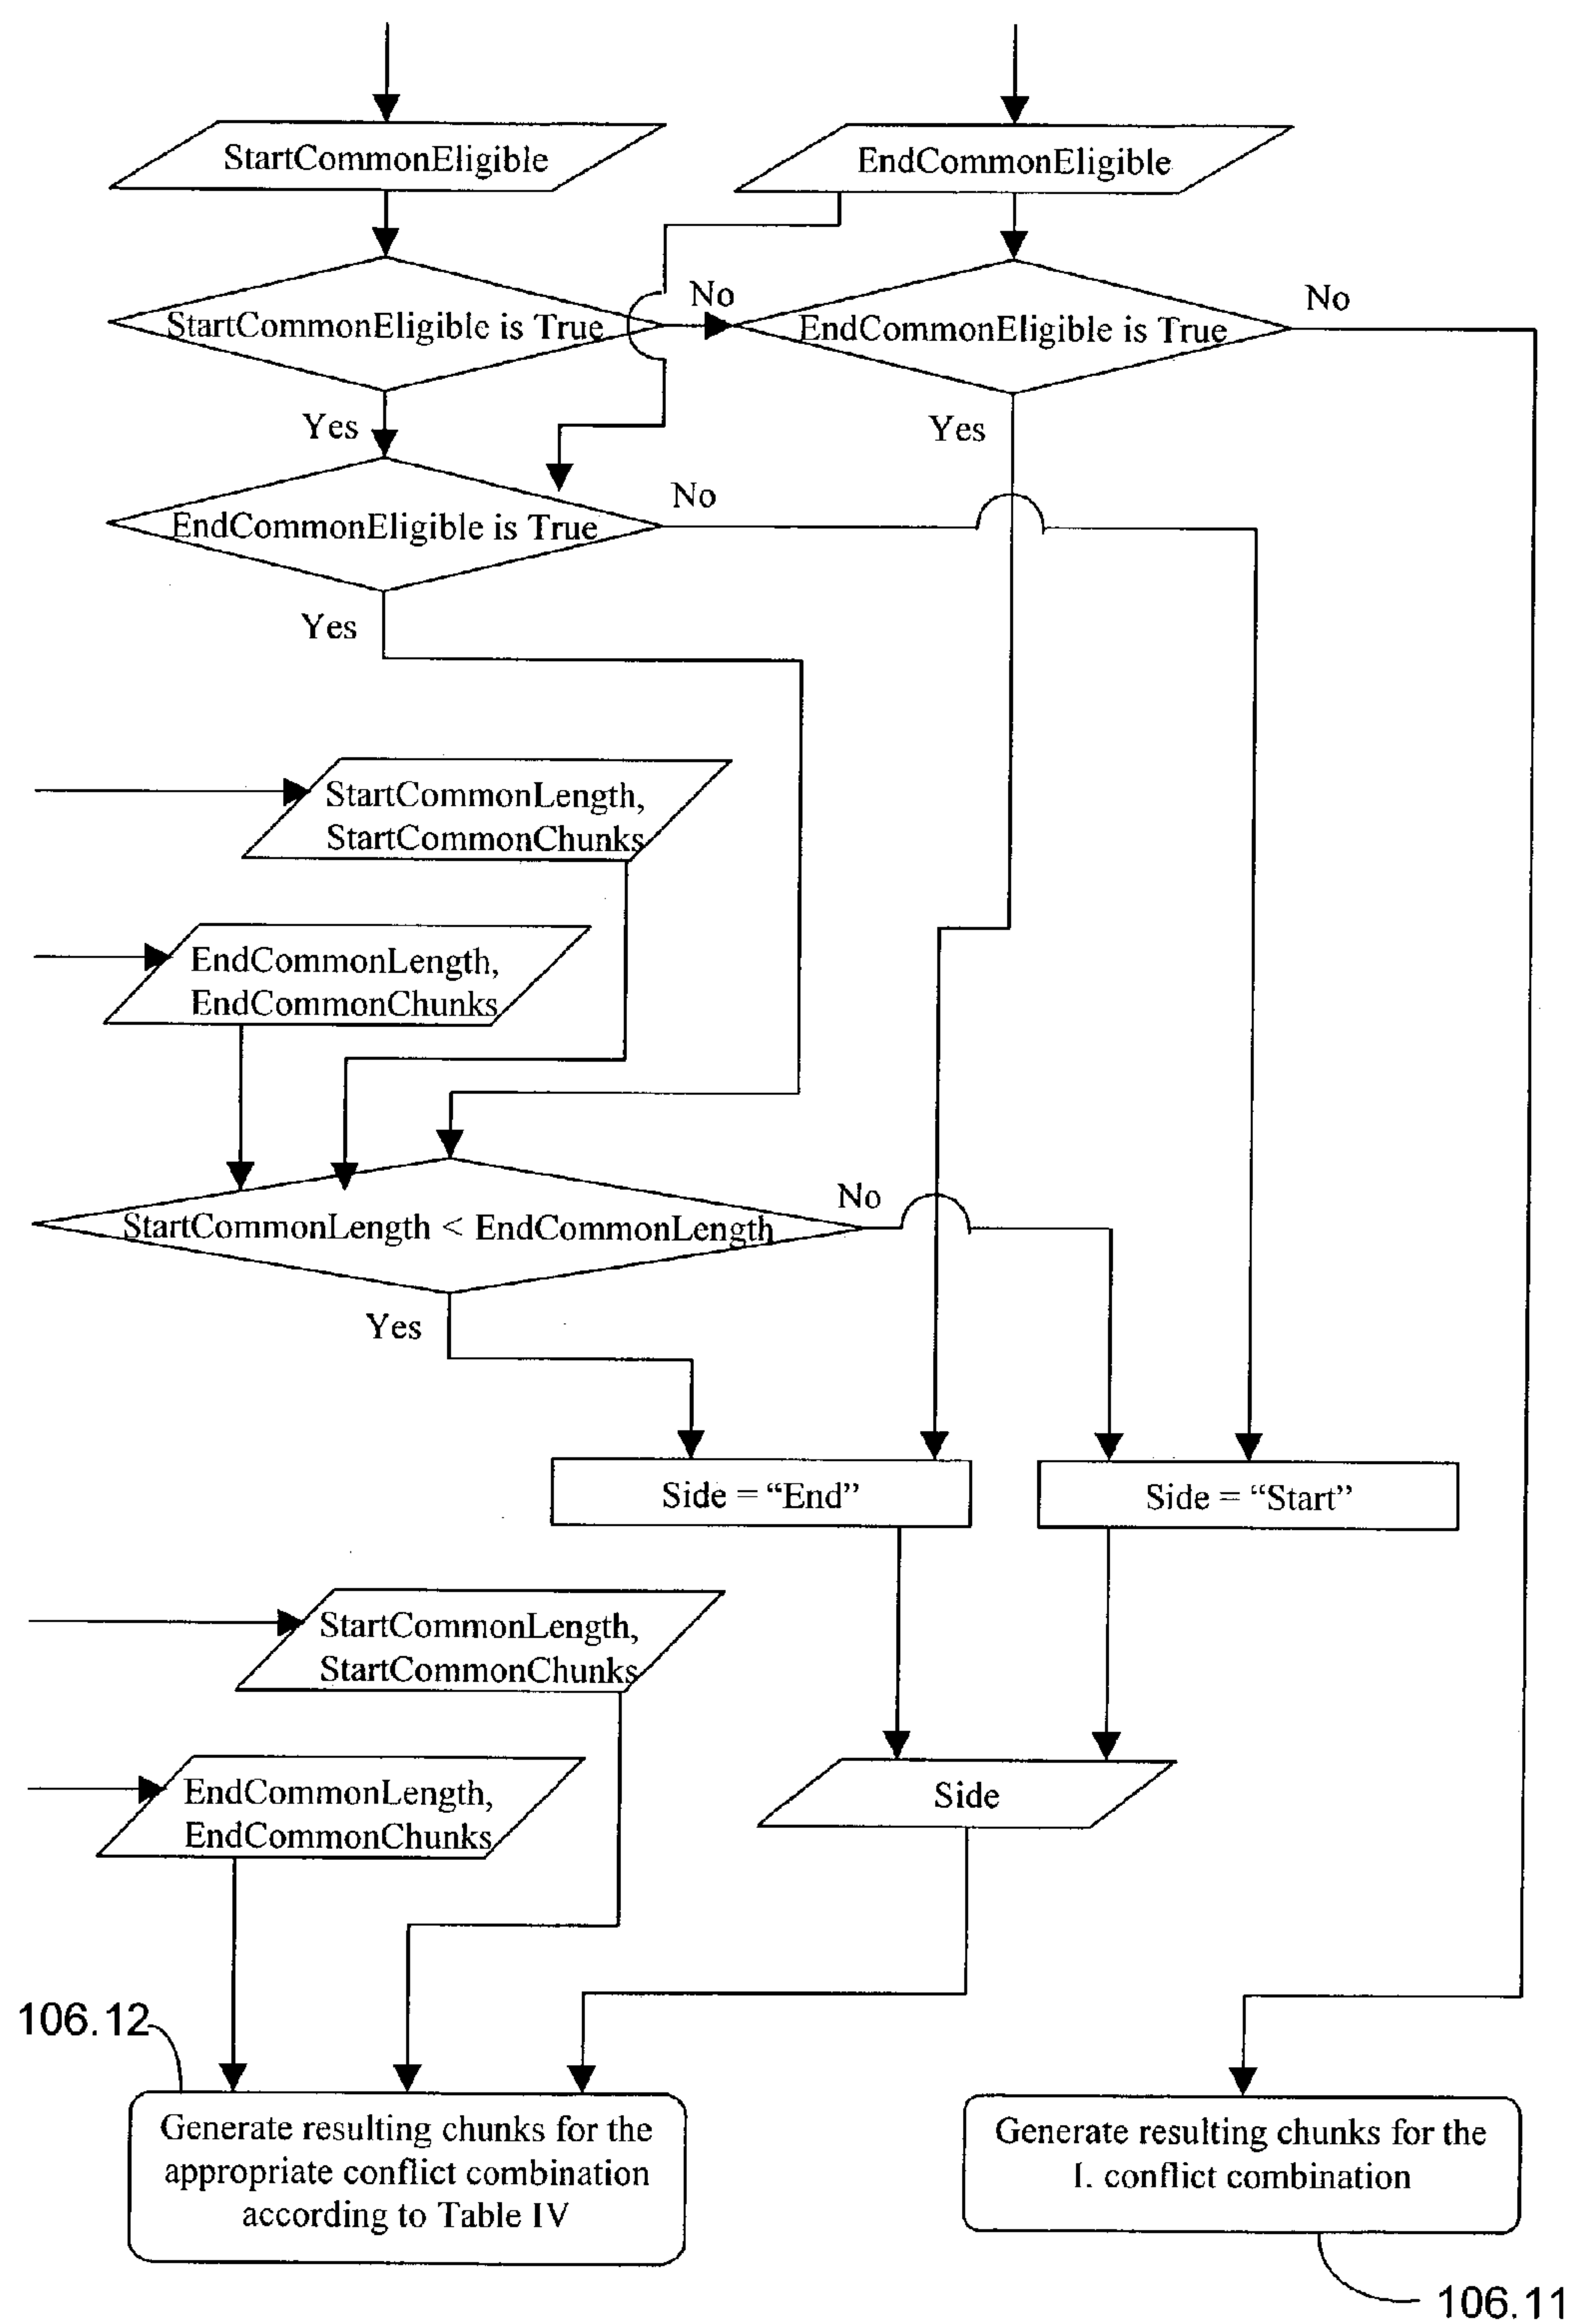 StartCommonEligible
EndCommonEligible
StartCommonEligible is True
No
EndCommonEligible is True
No
Yes
Yes
EndCommonEligible is True
No
Yes
StartCommonLength,
StartCommonChunks
EndCommonLength,
EndCommonChunks
StartCommonLength < EndCommonLength
No
Yes
Side = “End”
Side = “Start”
StartCommonLength,
StartCommonChunks
EndCommonLength,
EndCommonChunks
Side
106.12
Generate resulting chunks for the
appropriate conflict combination
according to Table IV
Generate resulting chunks for the
I. conflict combination
106.11